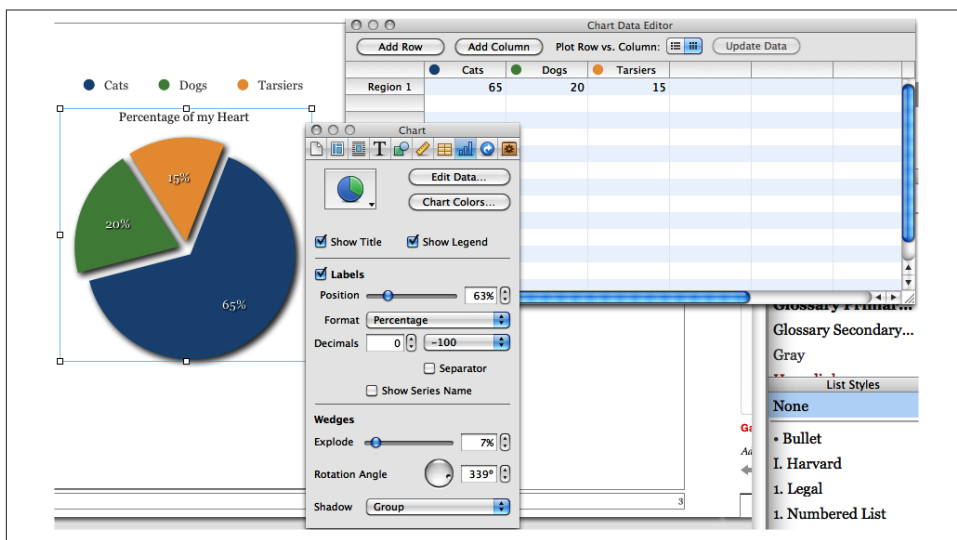 Chart Data Editor
Add Row Add Column Plot Row vs. Column: Update Data
Cats Dogs Tarsiers
Region 1 65 20 15
Cats Dogs Tarsiers
Percentage of my Heart
15%
20%
65%
Chart
T
Edit Data...
Chart Colors...
Show Title Show Legend
Labels
Position 63%
Format Percentage
Decimals 0 -100
Separator
Show Series Name
Wedges
Explode 7%
Rotation Angle 339°
Shadow Group
3
Glossary Primar...
Glossary Secondary...
Gray
List Styles
None
• Bullet
I. Harvard
1. Legal
1. Numbered List